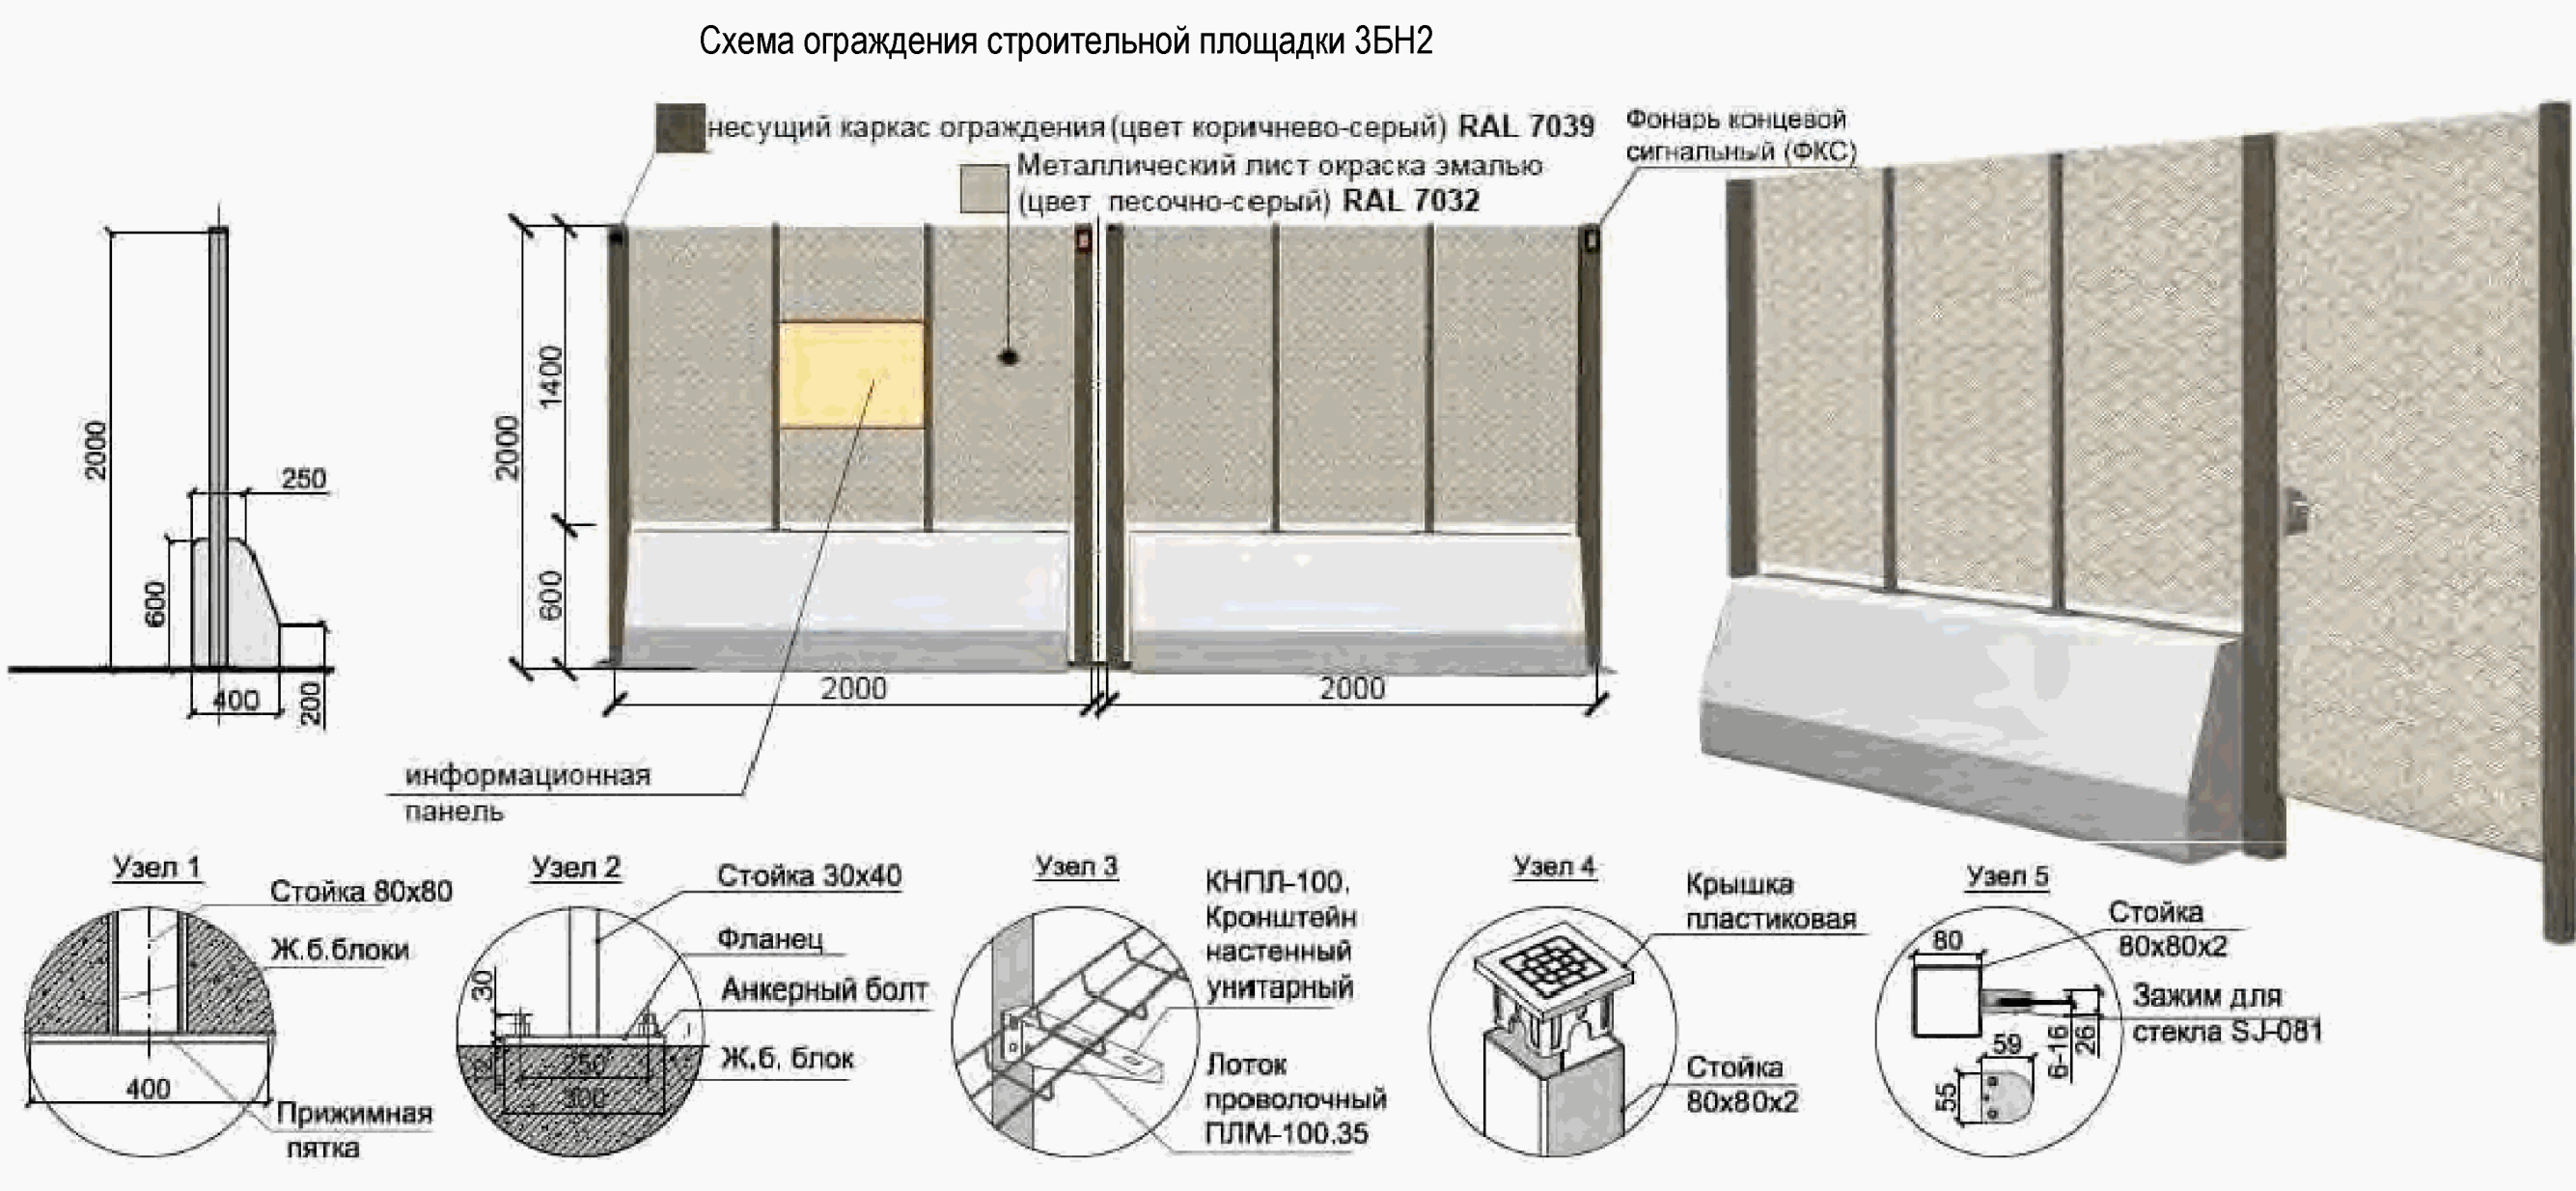 Схема ограждения строительной площадки 3БН2
несущий каркас ограждения (цвет коричнево-серый) RAL 7039
Металлический лист окраска эмалью
(цвет песочно-серый) RAL 7032
Фонарь концевой
сигнальный (ФКС)
2000
250
600
400
200
2000
1400
600
2000
2000
информационная
панель
Узел 1
Стойка 80х80
Ж.б.блоки
400
Прижимная
пятка
Узел 2
Стойка 30х40
Фланец
Анкерный болт
Ж.б. блок
30
12
250
300
Узел 3
КНПЛ-100.
Кронштейн
настенный
унитарный
Лоток
проволочный
ПЛМ-100.35
Узел 4
Крышка
пластиковая
Стойка
80х80х2
Узел 5
Стойка
80х80х2
80
Зажим для
стекла SJ-081
59
55
6-16
26